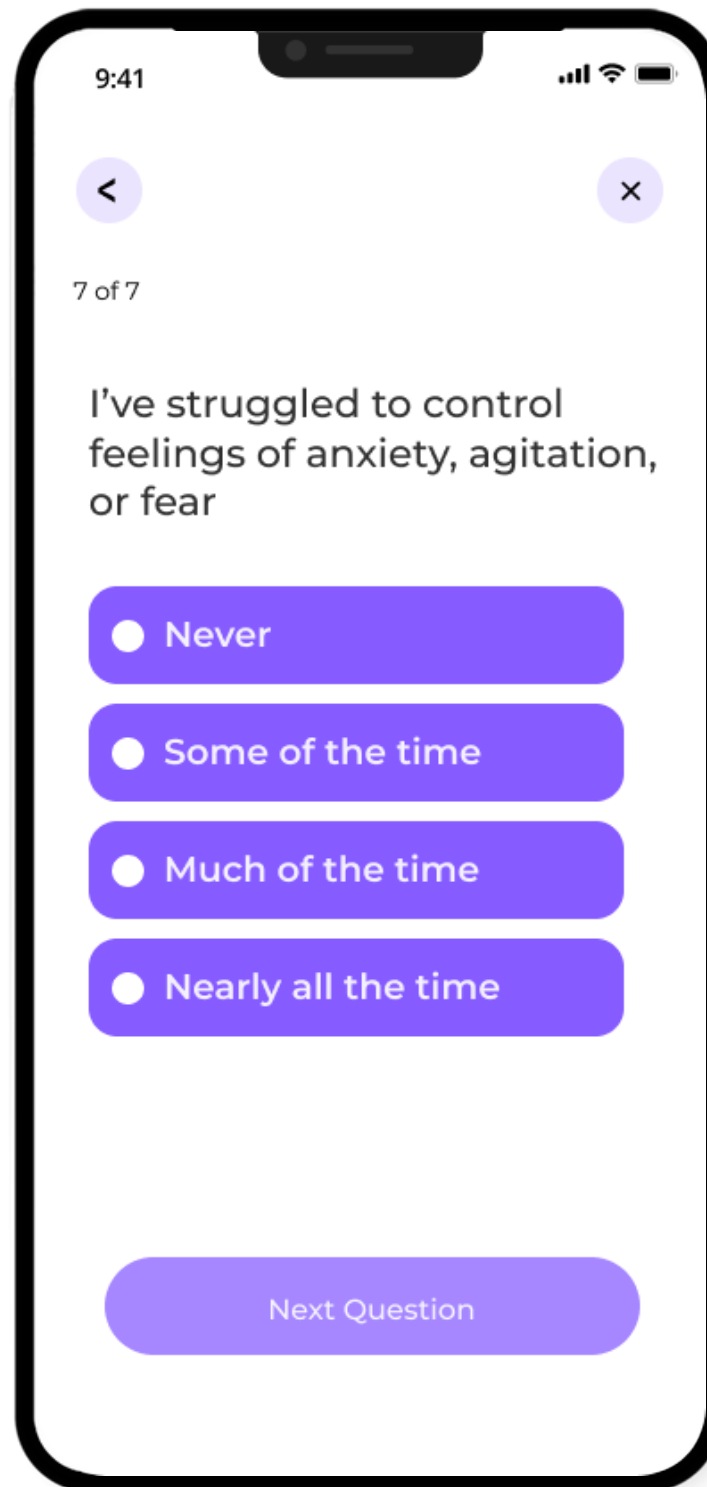 9:41
7 of 7
I’ve struggled to control
feelings of anxiety, agitation,
or fear
Never
Some of the time
Much of the time
Nearly all the time
Next Question